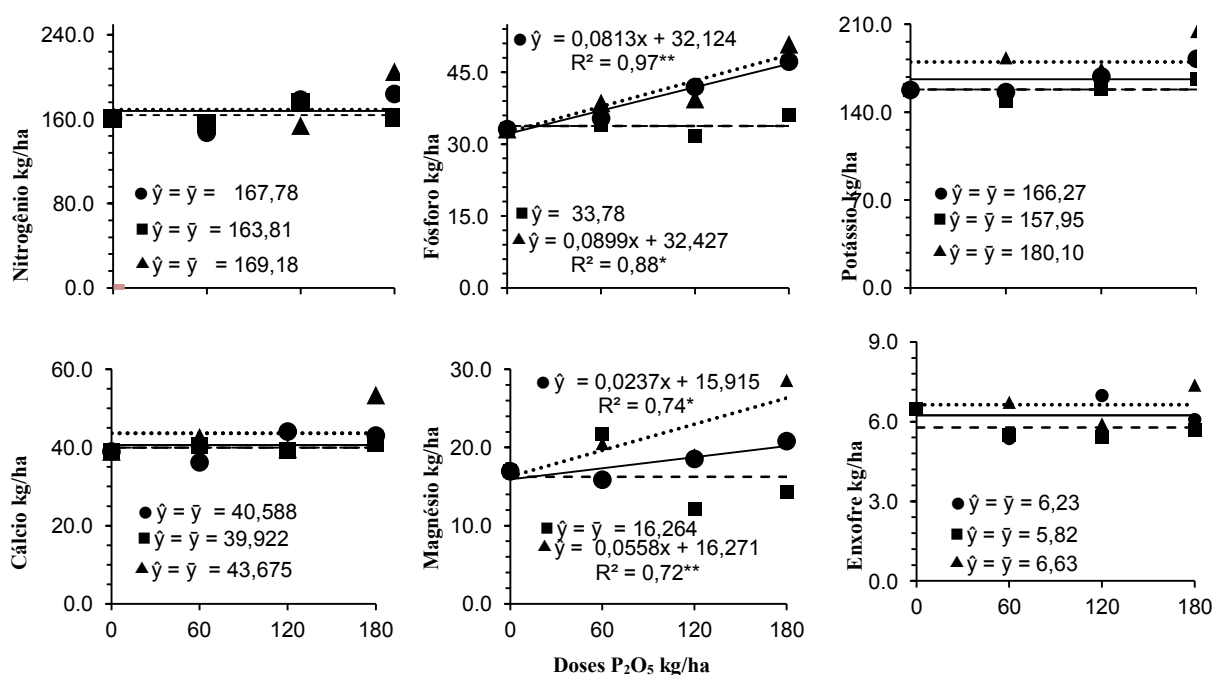 240.0
160.0
80.0
0.0
Nitrogênio kg/ha
ŷ = ȳ = 167,78
ŷ = ȳ = 163,81
ŷ = ȳ = 169,18
45.0
30.0
15.0
0.0
Fósforo kg/ha
ŷ = 0,0813x + 32,124
R² = 0,97**
ŷ = 33,78
ŷ = 0,0899x + 32,427
R² = 0,88*
210.0
140.0
70.0
0.0
Potássio kg/ha
ŷ = ȳ = 166,27
ŷ = ȳ = 157,95
ŷ = ȳ = 180,10
60.0
40.0
20.0
0.0
Cálcio kg/ha
ŷ = ȳ = 40,588
ŷ = ȳ = 39,922
ŷ = ȳ = 43,675
0 60 120 180
30.0
20.0
10.0
0.0
Magnésio kg/ha
ŷ = 0,0237x + 15,915
R² = 0,74*
ŷ = ȳ = 16,264
ŷ = 0,0558x + 16,271
R² = 0,72**
0 60 120 180
9.0
6.0
3.0
0.0
Enxofre kg/ha
ŷ = ȳ = 6,23
ŷ = ȳ = 5,82
ŷ = ȳ = 6,63
0 60 120 180
Doses P₂O₅ kg/ha